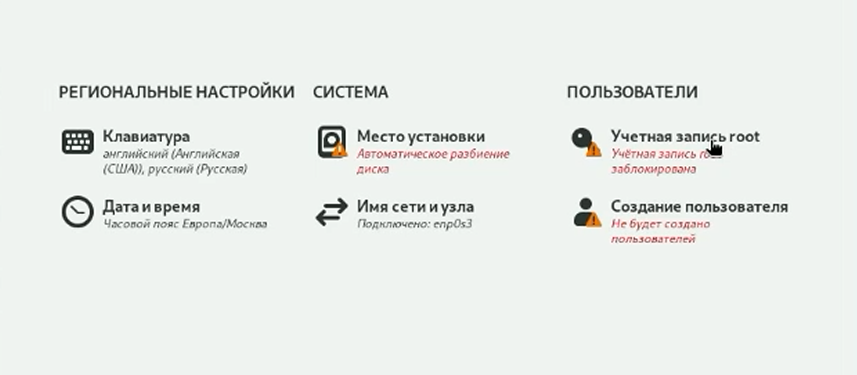 РЕГИОНАЛЬНЫЕ НАСТРОЙКИ
Клавиатура
английский (Английская
(США)), русский (Русская)
Дата и время
Часовой пояс Европа/Москва
СИСТЕМА
Место установки
Автоматическое разбиение
диска
Имя сети и узла
Подключено: enp0s3
ПОЛЬЗОВАТЕЛИ
Учетная запись root
Учётная запись
заблокирована
Создание пользователя
Не будет создано
пользователей